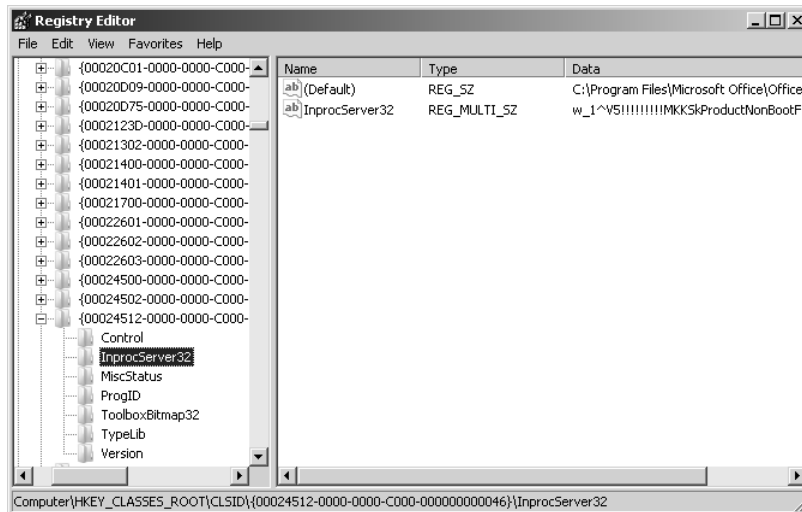 Registry Editor
File Edit View Favorites Help
{00020C01-0000-0000-C000-
{00020D09-0000-0000-C000-
{00020D75-0000-0000-C000-
{0002123D-0000-0000-C000-
{00021302-0000-0000-C000-
{00021400-0000-0000-C000-
{00021401-0000-0000-C000-
{00021700-0000-0000-C000-
{00022601-0000-0000-C000-
{00022602-0000-0000-C000-
{00022603-0000-0000-C000-
{00024500-0000-0000-C000-
{00024502-0000-0000-C000-
{00024512-0000-0000-C000-
Control
InprocServer32
MiscStatus
ProgID
ToolboxBitmap32
TypeLib
Version
Name Type Data
ab (Default) REG_SZ C:\Program Files\Microsoft Office\Office
ab InprocServer32 REG_MULTI_SZ w_1^V5!!!!!!!!!MKKSkProductNonBootF
Computer\HKEY_CLASSES_ROOT\CLSID\{00024512-0000-0000-C000-000000000046}\InprocServer32